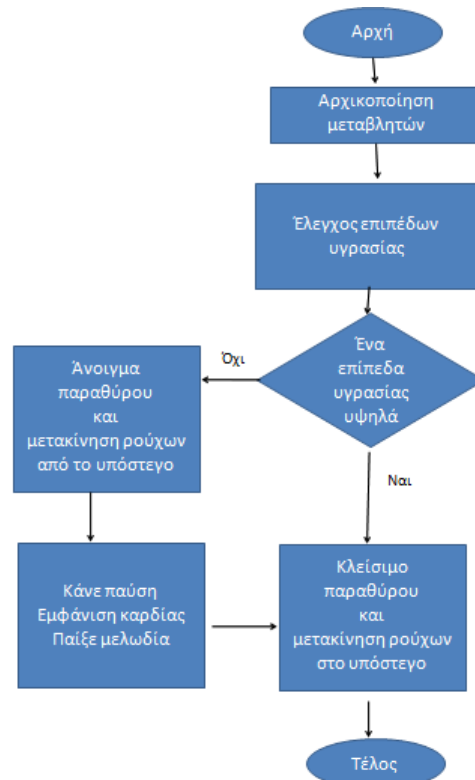 Αρχή
Αρχικοποίηση
μεταβλητών
Έλεγχος επιπέδων
υγρασίας
Ένα
επίπεδα
υγρασίας
υψηλά
Όχι
Άνοιγμα
παραθύρου
και
μετακίνηση ρούχων
από το υπόστεγο
Ναι
Κάνε παύση
Εμφάνιση καρδίας
Παίξε μελωδία
Κλείσιμο
παραθύρου
και
μετακίνηση ρούχων
στο υπόστεγο
Τέλος